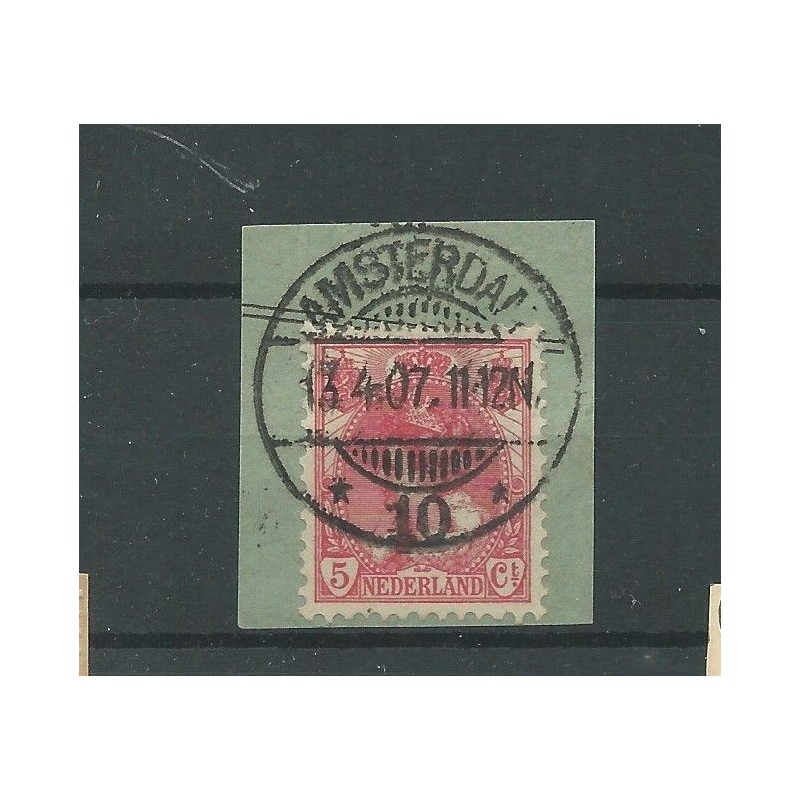 AMSTERDAM
13.4.07.11-12N.
10
5 NEDERLAND Ct.